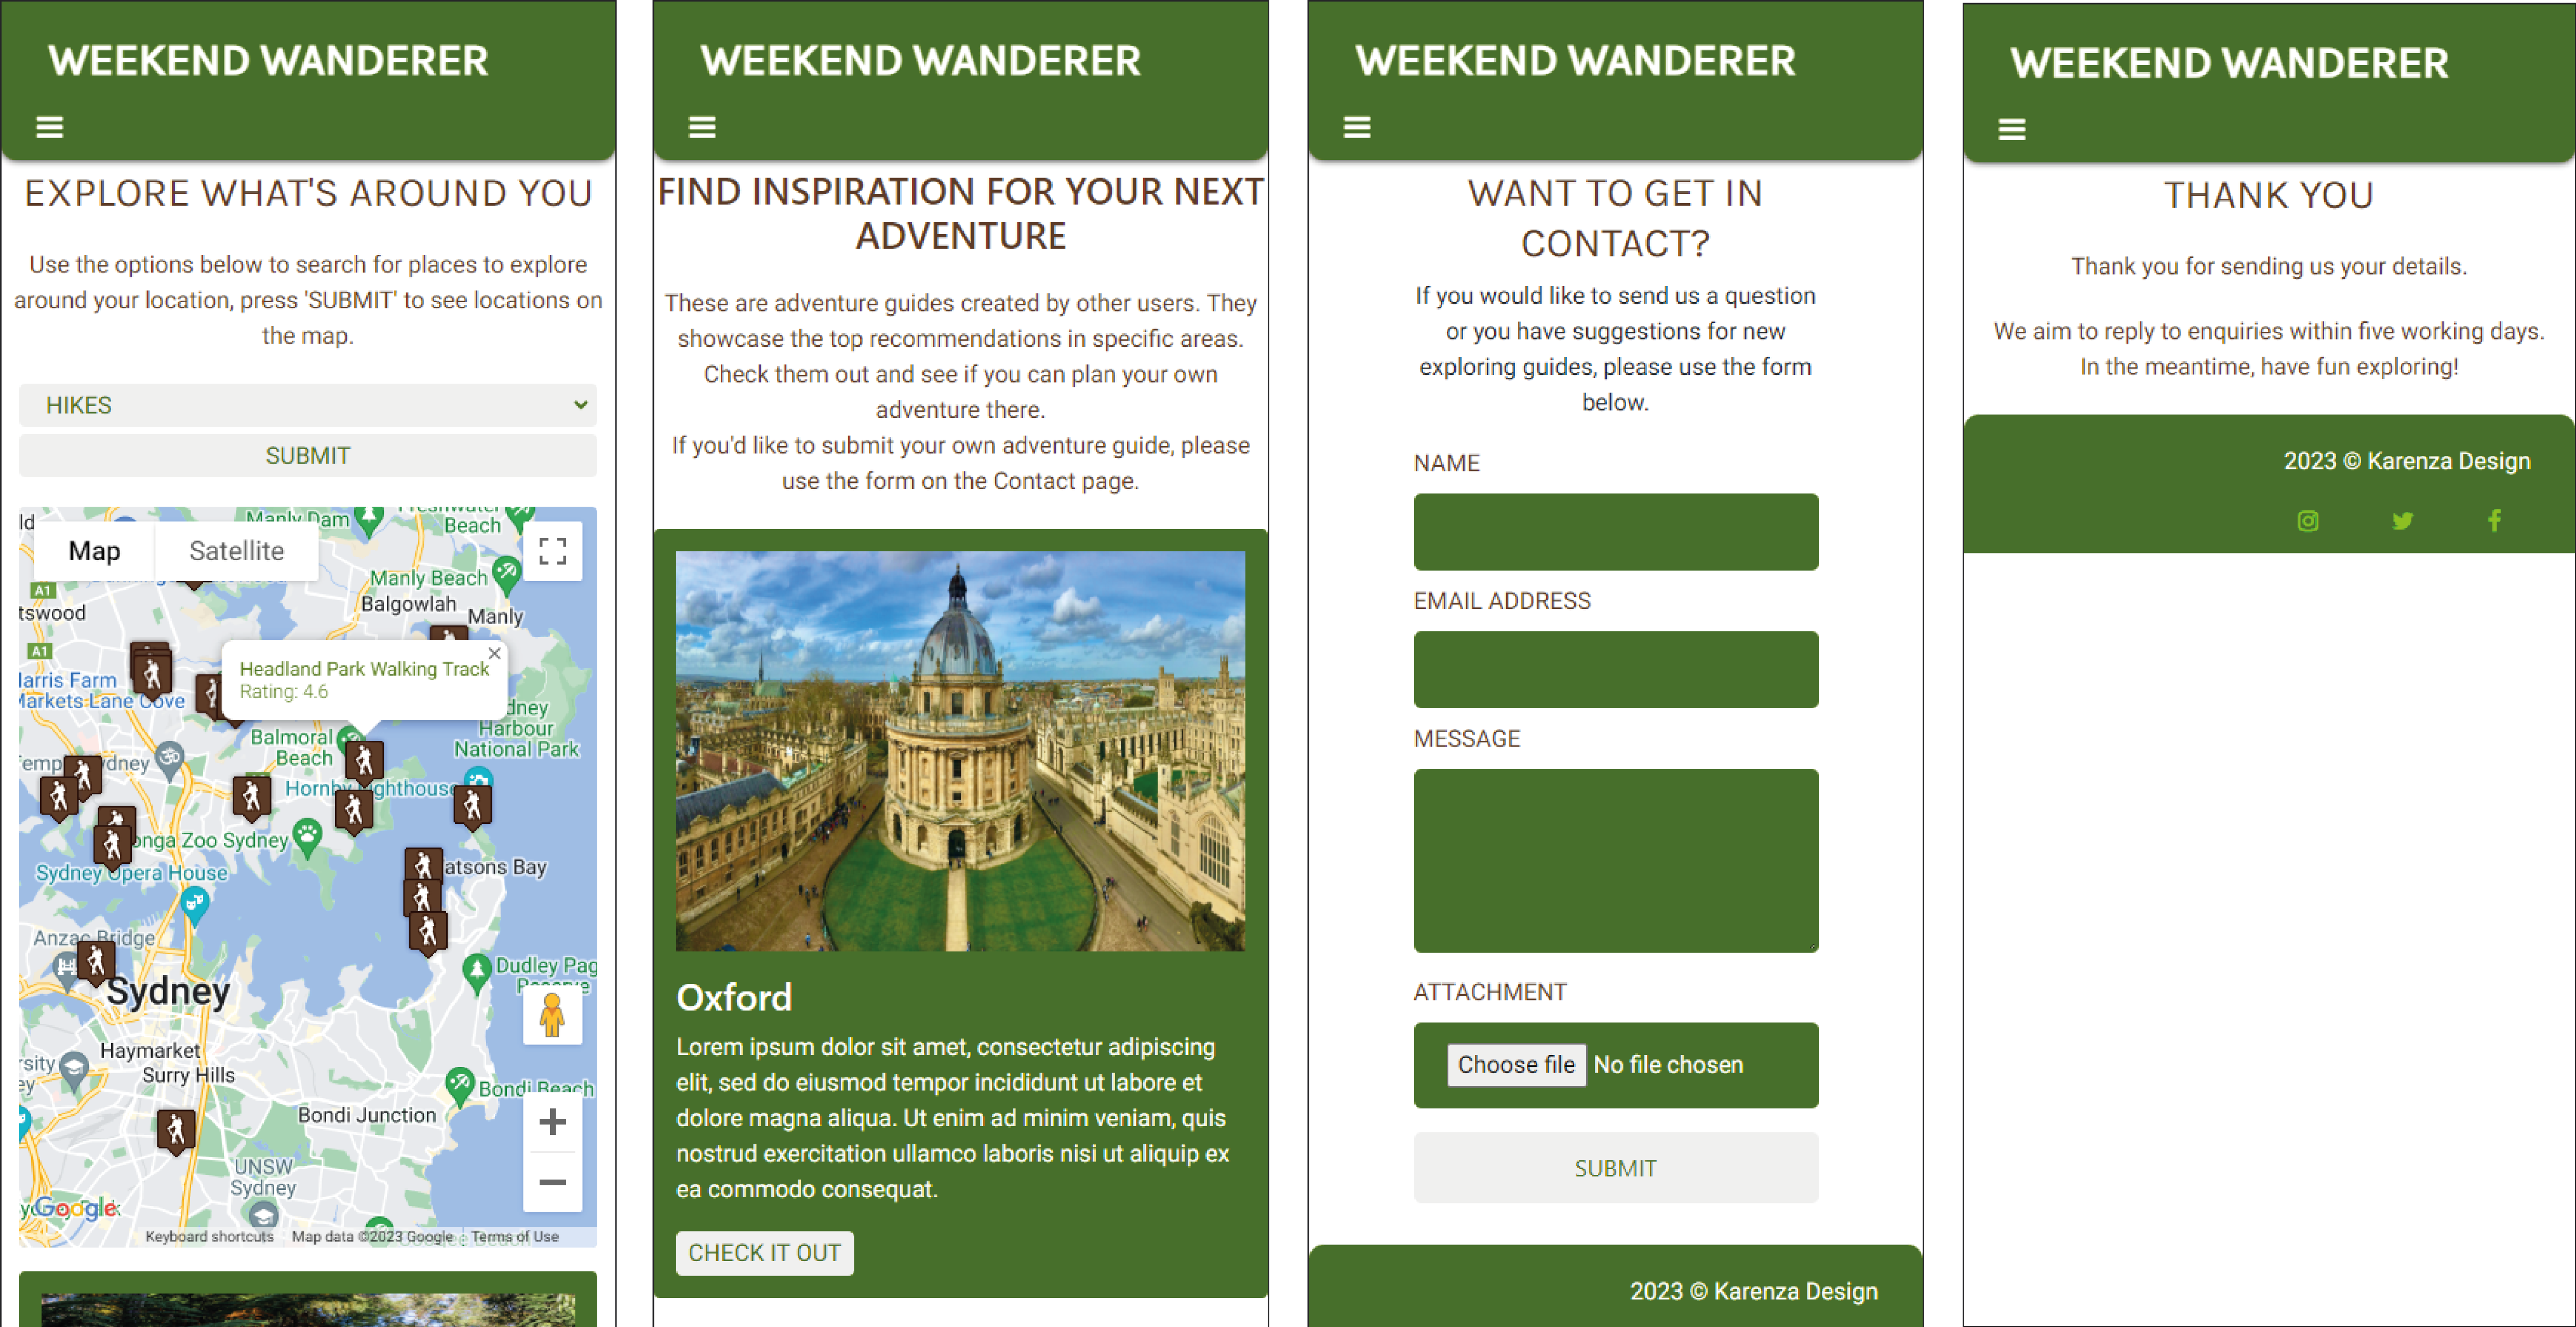 WEEKEND WANDERER
EXPLORE WHAT'S AROUND YOU
Use the options below to search for places to explore
around your location, press 'SUBMIT' to see locations on
the map.
HIKES
SUBMIT
Map
Satellite
Manly Dam
Freshwater
Beach
Manly Beach
A1
tswood
Balgowlah
Manly
A1
Headland Park Walking Track
Rating: 4.6
Harris Farm
Markets Lane Cove
dney
Harbour
National Park
Balmoral
Beach
ydney
Hornby Lighthouse
onga Zoo Sydney
Sydney Opera House
atsons Bay
Anzac Bridge
Sydney
Dudley Pag
Reserve
Haymarket
Surry Hills
rsity
ey
Bondi Beach
Bondi Junction
UNSW
Sydney
Google
Keyboard shortcuts
Map data ©2023 Google
Terms of Use
WEEKEND WANDERER
FIND INSPIRATION FOR YOUR NEXT
ADVENTURE
These are adventure guides created by other users. They
showcase the top recommendations in specific areas.
Check them out and see if you can plan your own
adventure there.
If you'd like to submit your own adventure guide, please
use the form on the Contact page.
Oxford
Lorem ipsum dolor sit amet, consectetur adipiscing
elit, sed do eiusmod tempor incididunt ut labore et
dolore magna aliqua. Ut enim ad minim veniam, quis
nostrud exercitation ullamco laboris nisi ut aliquip ex
ea commodo consequat.
CHECK IT OUT
WEEKEND WANDERER
WANT TO GET IN
CONTACT?
If you would like to send us a question
or you have suggestions for new
exploring guides, please use the form
below.
NAME
EMAIL ADDRESS
MESSAGE
ATTACHMENT
Choose file No file chosen
SUBMIT
2023 © Karenza Design
WEEKEND WANDERER
THANK YOU
Thank you for sending us your details.
We aim to reply to enquiries within five working days.
In the meantime, have fun exploring!
2023 © Karenza Design